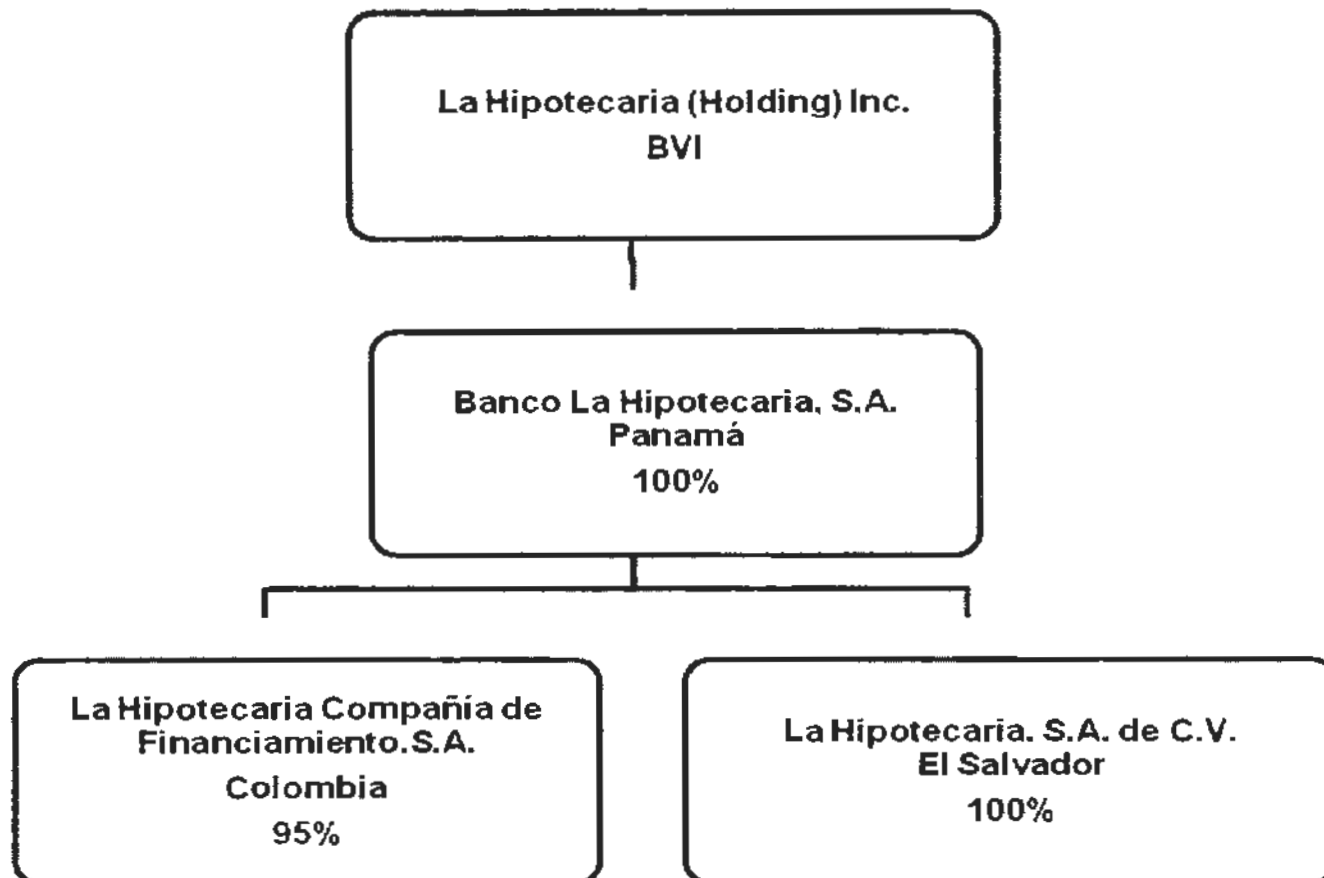 La Hipotecaria (Holding) Inc.
BVI
Banco La Hipotecaria, S.A.
Panamá
100%
La Hipotecaria Compañía de
Financiamiento.S.A.
Colombia
95%
La Hipotecaria. S.A. de C.V.
El Salvador
100%